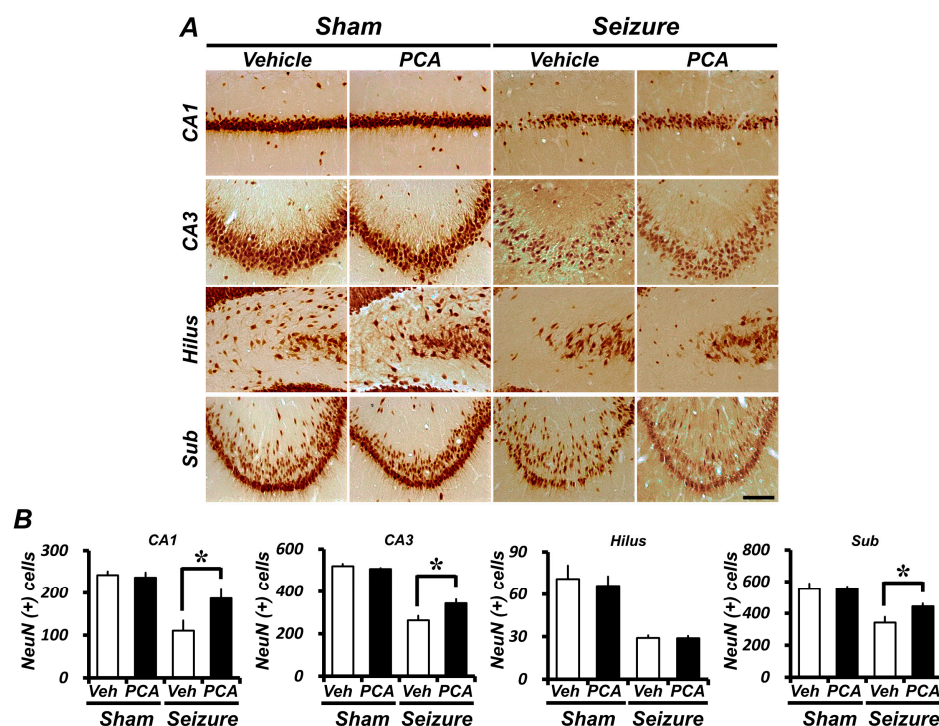 A
Sham Seizure
Vehicle PCA Vehicle PCA
CA1
CA3
Hilus
Sub
B
CA1
NeuN (+) cells
300
200
100
0
*
Veh PCA Veh PCA
Sham Seizure
CA3
NeuN (+) cells
600
400
200
0
*
Veh PCA Veh PCA
Sham Seizure
Hilus
NeuN (+) cells
90
60
30
0
Veh PCA Veh PCA
Sham Seizure
Sub
NeuN (+) cells
800
600
400
200
0
*
Veh PCA Veh PCA
Sham Seizure